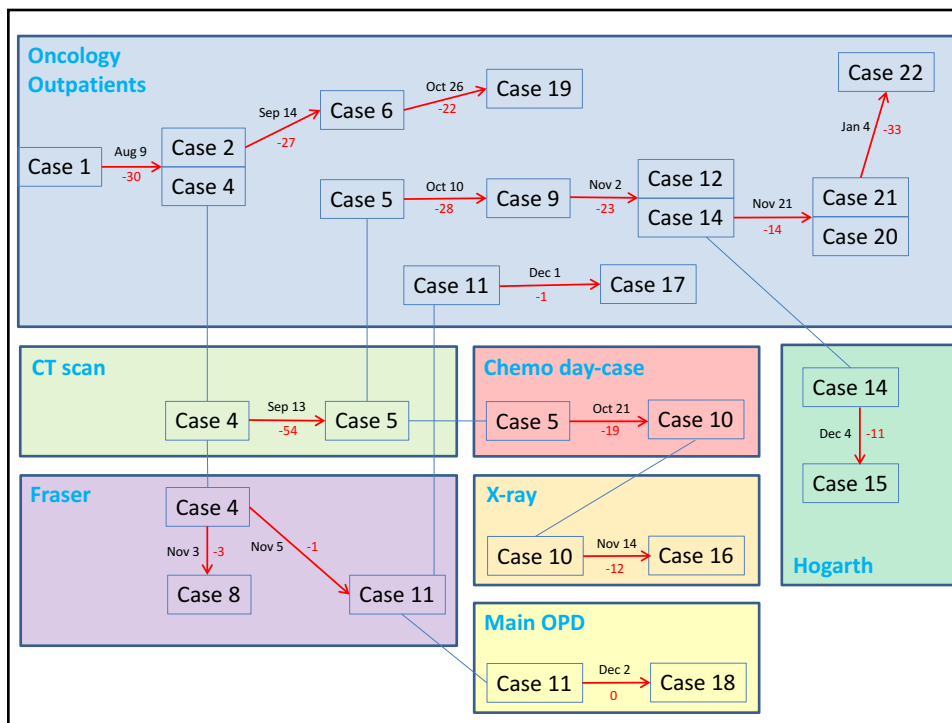 Oncology
Outpatients
Case 1
Aug 9
-30
Case 2
Case 4
Sep 14
-27
Case 6
Oct 26
-22
Case 19
Case 5
Oct 10
-28
Case 9
Nov 2
-23
Case 12
Case 14
Nov 21
-14
Case 21
Case 20
Jan 4
-33
Case 22
Case 11
Dec 1
-1
Case 17
CT scan
Case 4
Sep 13
-54
Case 5
Chemo day-case
Case 5
Oct 21
-19
Case 10
Case 14
Dec 4
-11
Case 15
Hogarth
Fraser
Case 4
Nov 3
-3
Nov 5
-1
Case 8
Case 11
X-ray
Case 10
Nov 14
-12
Case 16
Main OPD
Case 11
Dec 2
0
Case 18